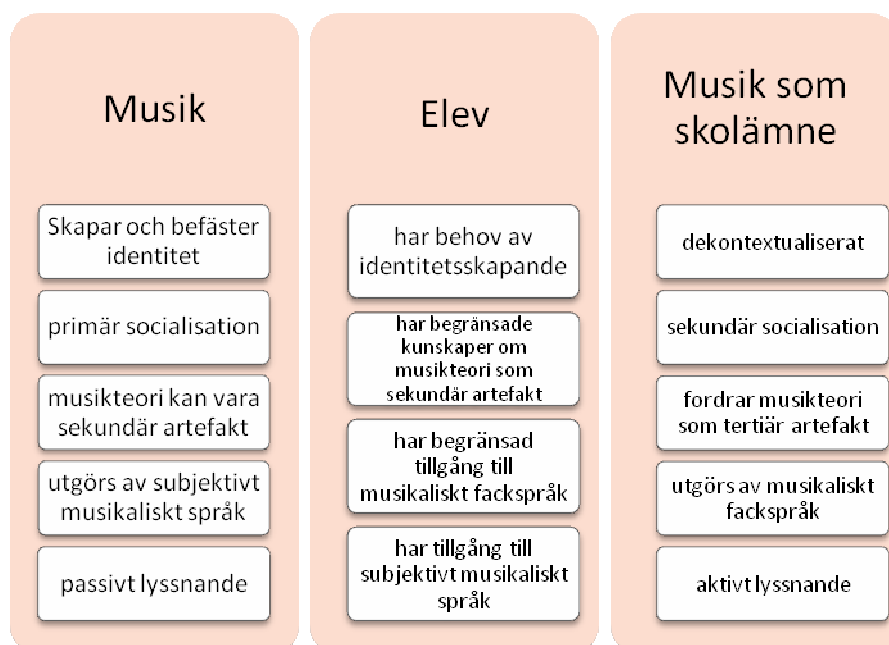 Musik
Skapar och befäster
identitet
primär socialisation
musikteori kan vara
sekundär artefakt
utgörs av subjektivt
musikaliskt språk
passivt lyssnande
Elev
har behov av
identitetsskapande
har begränsade
kunskaper om
musikteori som
sekundär artefakt
har begränsad
tillgång till
musikaliskt fackspråk
har tillgång till
subjektivt musikaliskt
språk
Musik som
skolämne
dekontextualiserat
sekundär socialisation
fordrar musikteori
som tertiär artefakt
utgörs av musikaliskt
fackspråk
aktivt lyssnande